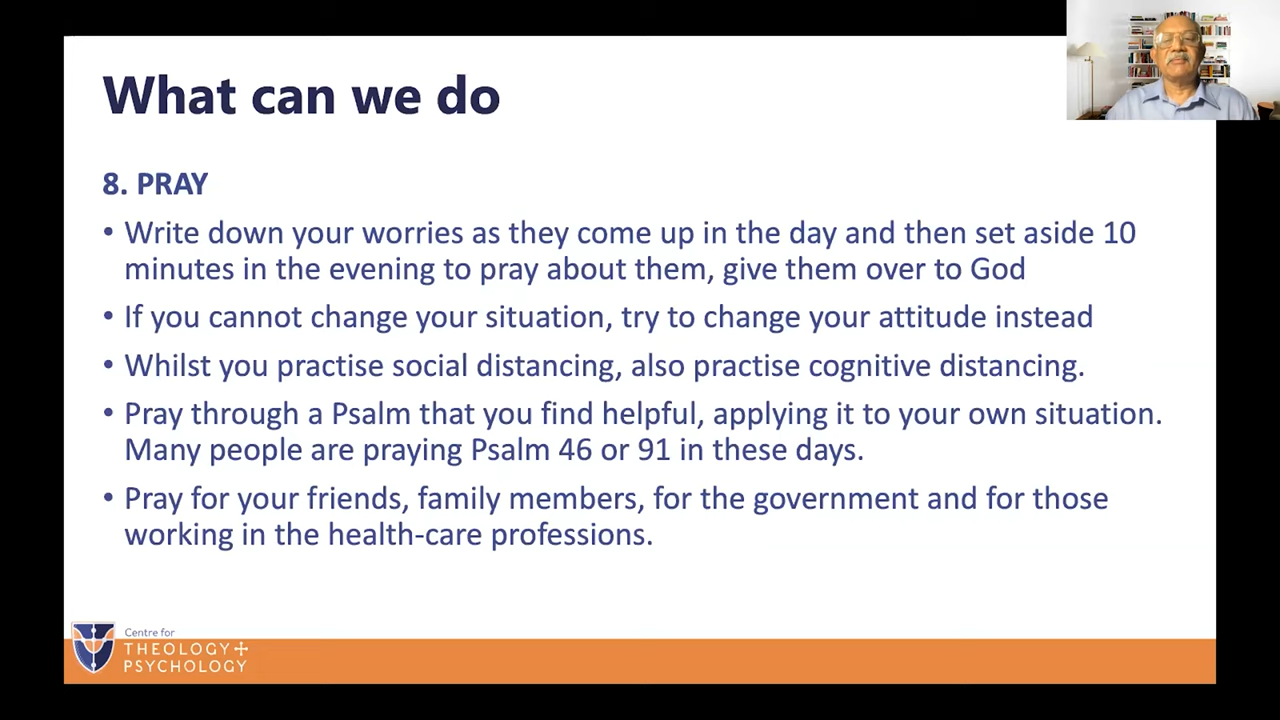 What can we do
8. PRAY
• Write down your worries as they come up in the day and then set aside 10
minutes in the evening to pray about them, give them over to God
• If you cannot change your situation, try to change your attitude instead
• Whilst you practise social distancing, also practise cognitive distancing.
• Pray through a Psalm that you find helpful, applying it to your own situation.
Many people are praying Psalm 46 or 91 in these days.
• Pray for your friends, family members, for the government and for those
working in the health-care professions.
Centre for
THEOLOGY+
PSYCHOLOGY